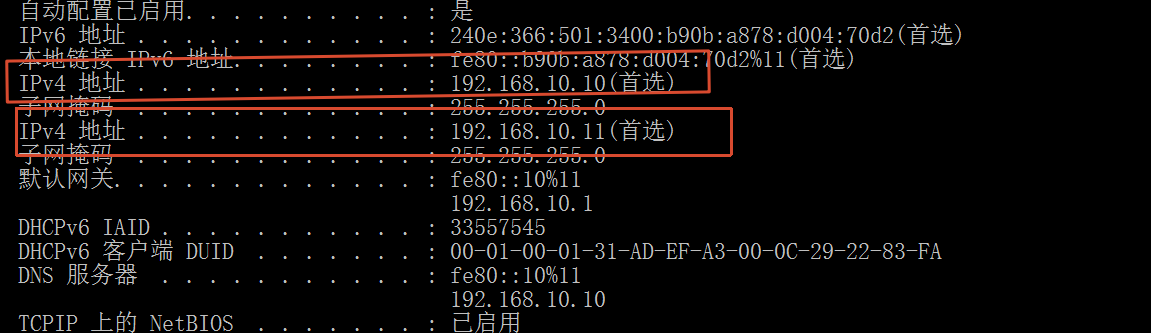 自动配置已启用. . . . . . . . . . . : 是
IPv6 地址 . . . . . . . . . . . . : 240e:366:501:3400:b90b:a878:d004:70d2(首选)
本地链接 IPv6 地址. . . . . . . . : fe80::b90b:a878:d004:70d2%11(首选)
IPv4 地址 . . . . . . . . . . . . : 192.168.10.10(首选)
子网掩码 . . . . . . . . . . . . : 255.255.255.0
IPv4 地址 . . . . . . . . . . . . : 192.168.10.11(首选)
子网掩码 . . . . . . . . . . . . : 255.255.255.0
默认网关. . . . . . . . . . . . . : fe80::10%11
192.168.10.1
DHCPv6 IAID . . . . . . . . . . . : 33557545
DHCPv6 客户端 DUID . . . . . . . : 00-01-00-01-31-AD-EF-A3-00-0C-29-22-83-FA
DNS 服务器 . . . . . . . . . . . : fe80::10%11
192.168.10.10
TCPIP 上的 NetBIOS . . . . . . . : 已启用